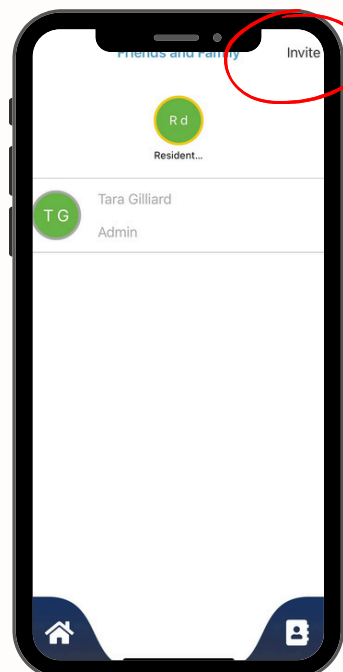 Friends and Family
Invite
R d
Resident...
T G
Tara Gilliard
Admin